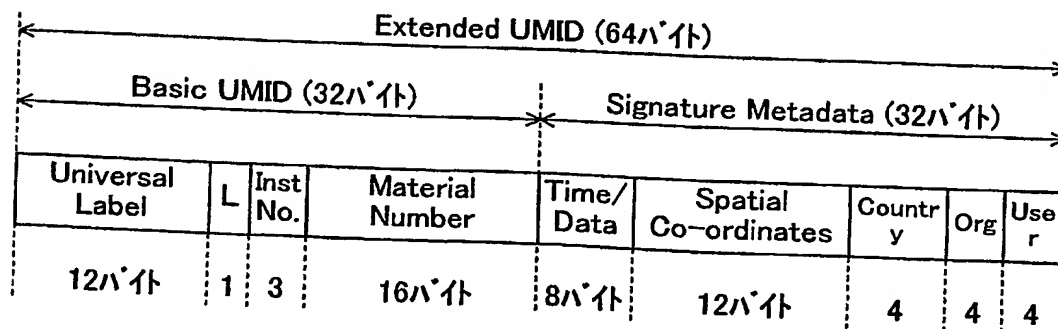 Extended UMID (64ﾊﾞｲﾄ)
Basic UMID (32ﾊﾞｲﾄ)
Signature Metadata (32ﾊﾞｲﾄ)
Universal
Label
L
Inst
No.
Material
Number
Time/
Data
Spatial
Co-ordinates
Countr
y
Org
Use
r
12ﾊﾞｲﾄ
1
3
16ﾊﾞｲﾄ
8ﾊﾞｲﾄ
12ﾊﾞｲﾄ
4
4
4